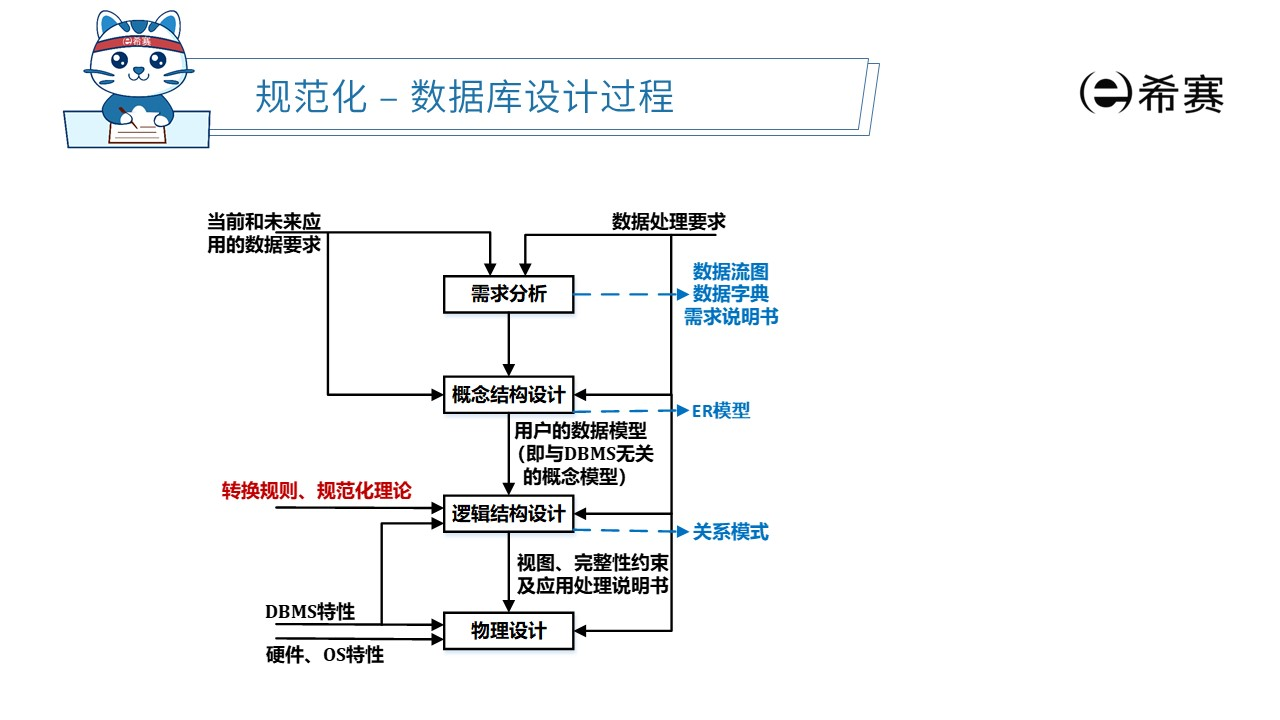 希赛
规范化 – 数据库设计过程
希赛
当前和未来应
用的数据要求
数据处理要求
需求分析
数据流图
数据字典
需求说明书
概念结构设计
ER模型
用户的数据模型
（即与DBMS无关
的概念模型）
转换规则、规范化理论
逻辑结构设计
关系模式
视图、完整性约束
及应用处理说明书
DBMS特性
物理设计
硬件、OS特性